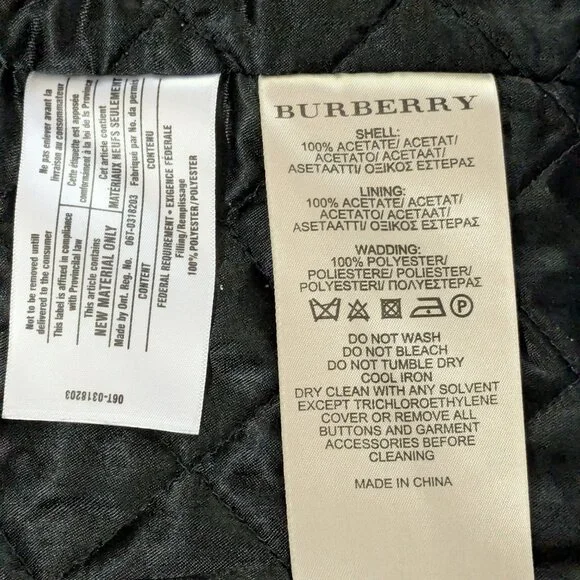 Not to be removed until
delivered to the consumer
This label is affixed in compliance
with Provincial law
This article contains
NEW MATERIAL ONLY
Made by Ont. Reg. No. 06T-0318203
CONTENT
FEDERAL REQUIREMENT • EXIGENCE FÉDÉRALE
Filling/Remplissage
100% POLYESTER/POLYESTER
Ne pas enlever avant la
livraison au consommateur
Cette étiquette est apposée
conformément à la loi de la Province
Cet article contient
MATÉRIAUX NEUFS SEULEMENT
Fabriqué par No. de permis
CONTENU
06T-0318203
BURBERRY
SHELL:
100% ACETATE/ ACETAT/
ACETATO/ ACETAAT/
ASETAATTI/ ΟΞΙΚΟΣ ΕΣΤΕΡΑΣ
LINING:
100% ACETATE/ ACETAT/
ACETATO/ ACETAAT/
ASETAATTI/ ΟΞΙΚΟΣ ΕΣΤΕΡΑΣ
WADDING:
100% POLYESTER/
POLIESTERE/ POLIESTER/
POLYESTERI/ ΠΟΛΥΕΣΤΕΡΑΣ
P
DO NOT WASH
DO NOT BLEACH
DO NOT TUMBLE DRY
COOL IRON
DRY CLEAN WITH ANY SOLVENT
EXCEPT TRICHLOROETHYLENE
COVER OR REMOVE ALL
BUTTONS AND GARMENT
ACCESSORIES BEFORE
CLEANING
MADE IN CHINA